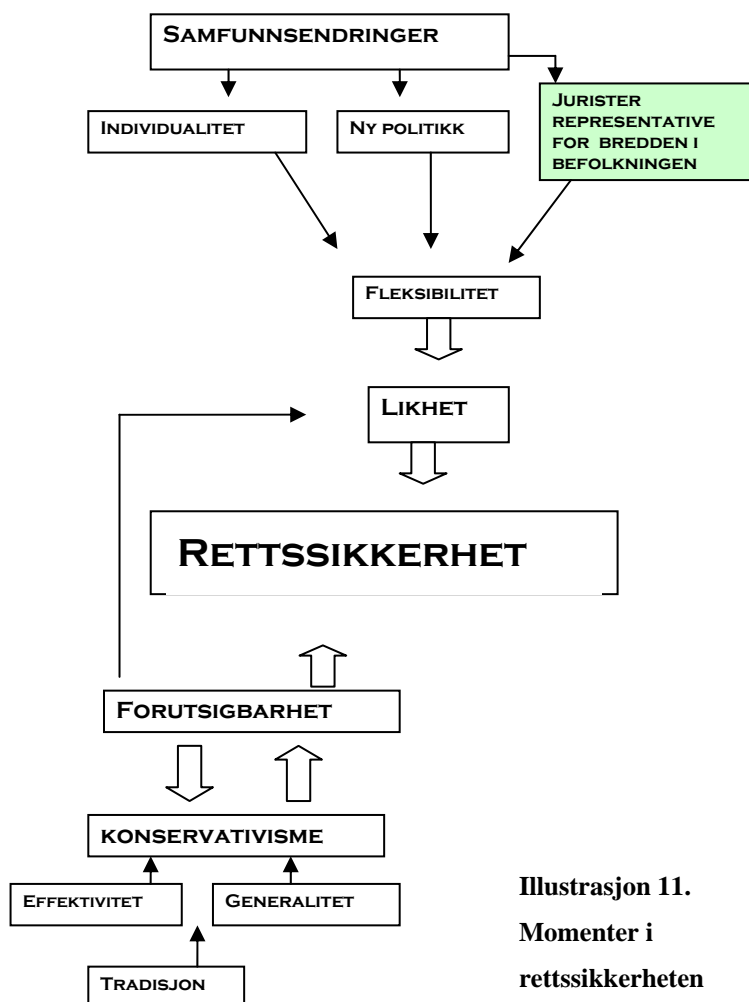 SAMFUNNSENDRINGER
INDIVIDUALITET
NY POLITIKK
JURISTER
REPRESENTATIVE
FOR BREDDEN I
BEFOLKNINGEN
FLEKSIBILITET
LIKHET
RETTSSIKKERHET
FORUTSIGBARHET
KONSERVATIVISME
EFFEKTIVITET
GENERALITET
TRADISJON
Illustrasjon 11.
Momenter i
rettssikkerheten